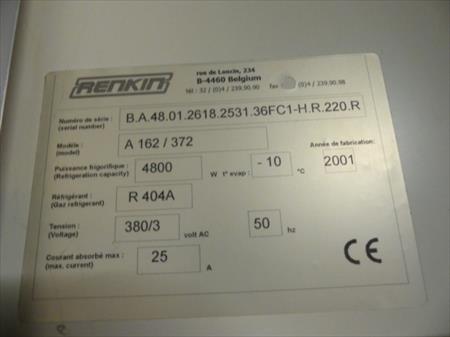 RENKIN
rue de Loncin, 234
B-4460 Belgium
tél : 32 / (0)4 / 239.90.90 fax (0)4 / 239.90.98
Numéro de série :
(serial number)
B.A.48.01.2618.2531.36FC1-H.R.220.R
Modèle :
(model)
A 162 / 372
Puissance frigorifique :
(Refrigeration capacity)
4800 W t° evap : - 10 °C
Année de fabrication:
2001
Réfrigérant :
(Gaz refrigerant)
R 404A
Tension :
(Voltage)
380/3 volt AC 50 hz
Courant absorbé max :
(max. current)
25 A
CE